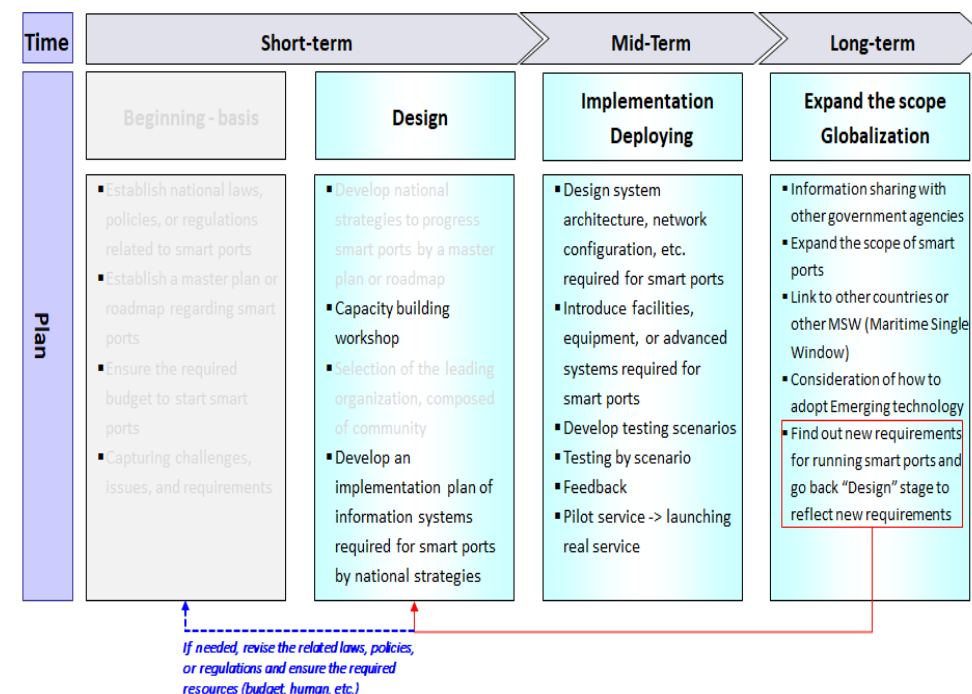 Time
Short-term
Mid-Term
Long-term
Plan
Beginning - basis
▪Establish national laws,
policies, or regulations
related to smart ports
▪Establish a master plan or
roadmap regarding smart
ports
▪Ensure the required
budget to start smart
ports
▪Capturing challenges,
issues, and requirements
Design
▪Develop national
strategies to progress
smart ports by a master
plan or roadmap
▪Capacity building
workshop
▪Selection of the leading
organization, composed
of community
▪Develop an
implementation plan of
information systems
required for smart ports
by national strategies
Implementation
Deploying
▪Design system
architecture, network
configuration, etc.
required for smart ports
▪Introduce facilities,
equipment, or advanced
systems required for
smart ports
▪Develop testing scenarios
▪Testing by scenario
▪Feedback
▪Pilot service -> launching
real service
Expand the scope
Globalization
▪Information sharing with
other government agencies
▪Expand the scope of smart
ports
▪Link to other countries or
other MSW (Maritime Single
Window)
▪Consideration of how to
adopt Emerging technology
▪Find out new requirements
for running smart ports and
go back “Design” stage to
reflect new requirements
If needed, revise the related laws, policies,
or regulations and ensure the required
resources (budget, human, etc.)